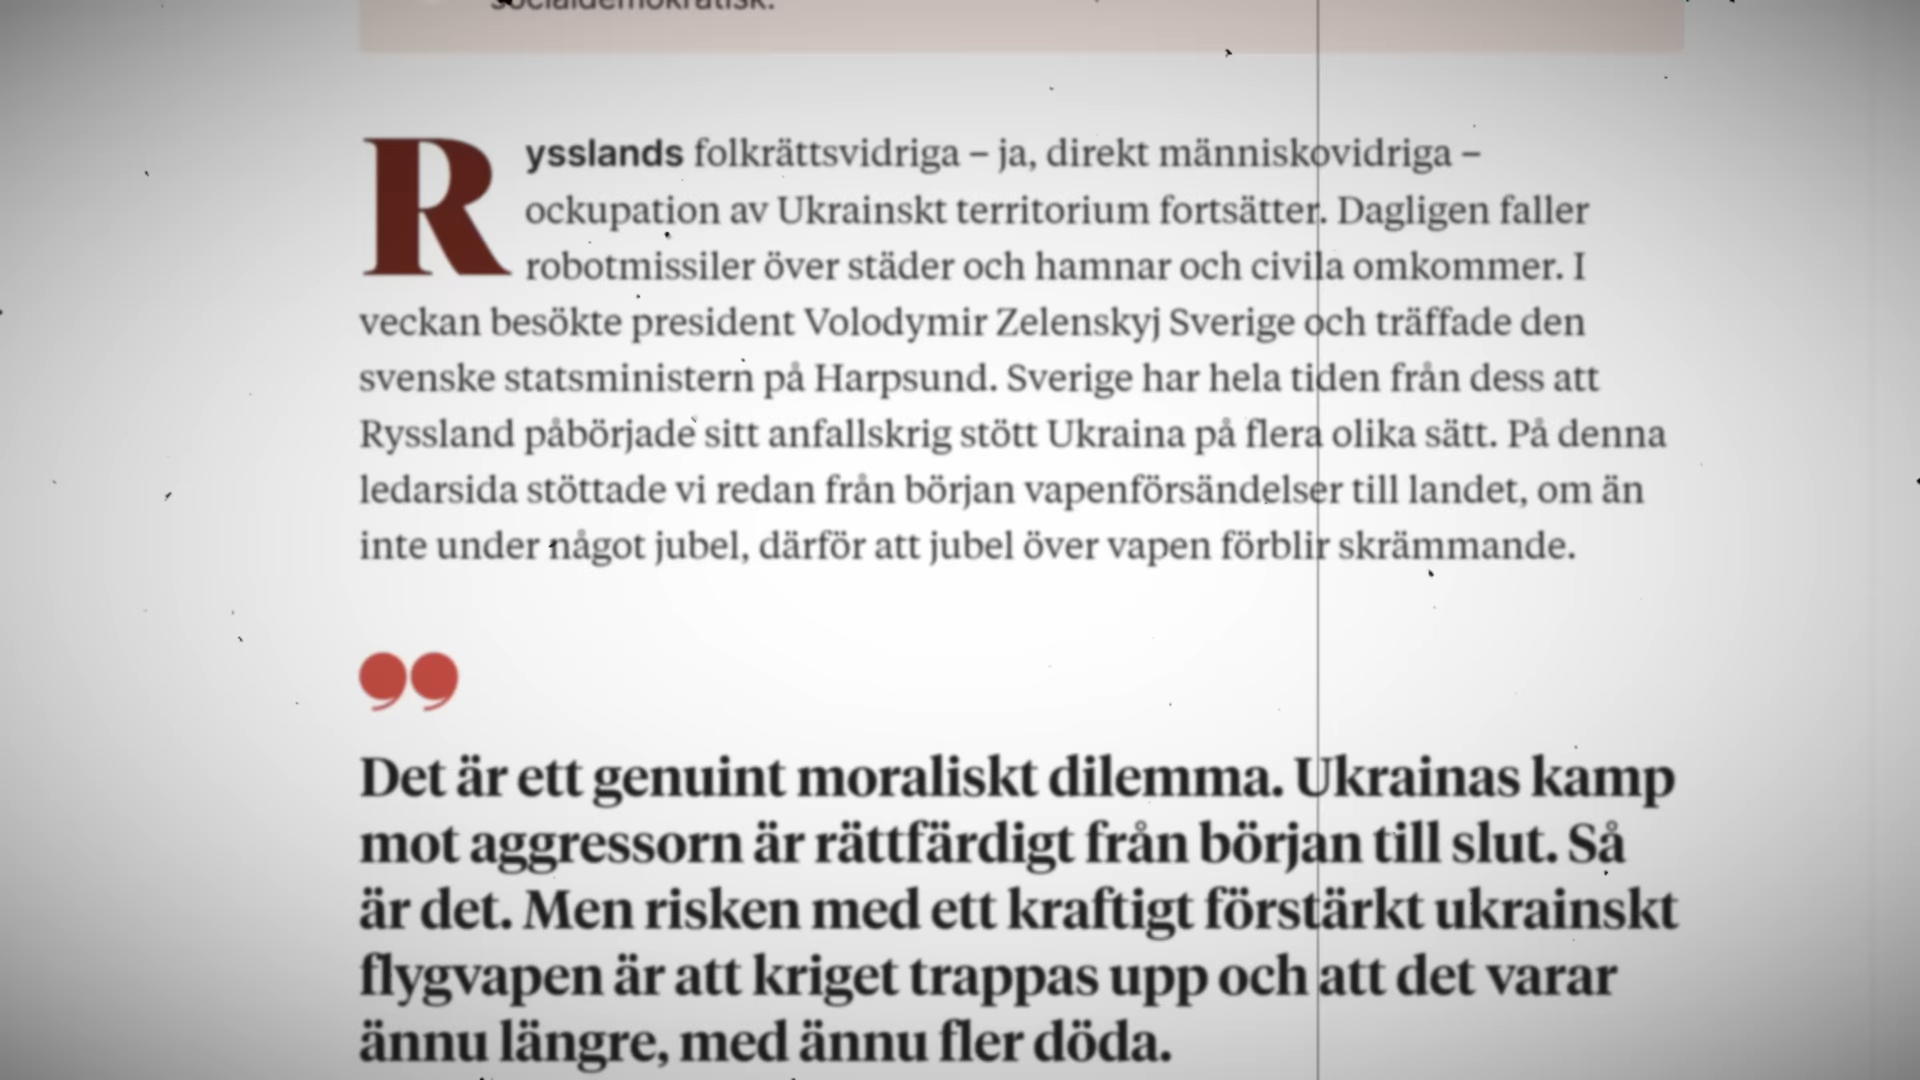 socialdemokratisk.
Rysslands folkrättsvidriga – ja, direkt människovidriga –
ockupation av Ukrainskt territorium fortsätter. Dagligen faller
robotmissiler över städer och hamnar och civila omkommer. I
veckan besökte president Volodymir Zelenskyj Sverige och träffade den
svenske statsministern på Harpsund. Sverige har hela tiden från dess att
Ryssland påbörjade sitt anfallskrig stött Ukraina på flera olika sätt. På denna
ledarsida stöttade vi redan från början vapenförsändelser till landet, om än
inte under något jubel, därför att jubel över vapen förblir skrämmande.
Det är ett genuint moraliskt dilemma. Ukrainas kamp
mot aggressorn är rättfärdigt från början till slut. Så
är det. Men risken med ett kraftigt förstärkt ukrainskt
flygvapen är att kriget trappas upp och att det varar
ännu längre, med ännu fler döda.